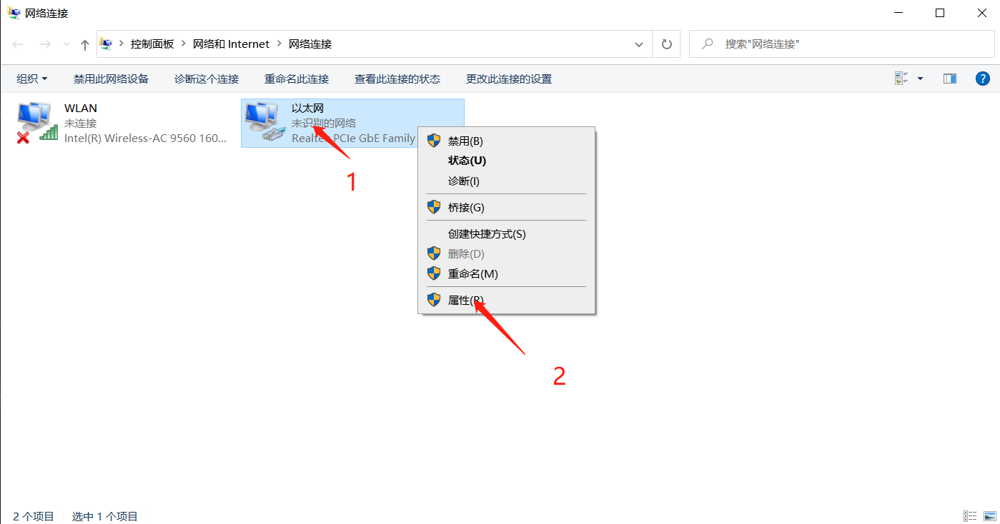 网络连接
控制面板 网络和 Internet 网络连接 搜索"网络连接"
组织 禁用此网络设备 诊断这个连接 重命名此连接 查看此连接的状态 更改此连接的设置
WLAN
未连接
Intel(R) Wireless-AC 9560 160...
以太网
未识别的网络
PCIe GbE Family
1
禁用(B)
状态(U)
诊断(I)
桥接(G)
创建快捷方式(S)
删除(D)
重命名(M)
属性(R)
2
2 个项目 选中 1 个项目